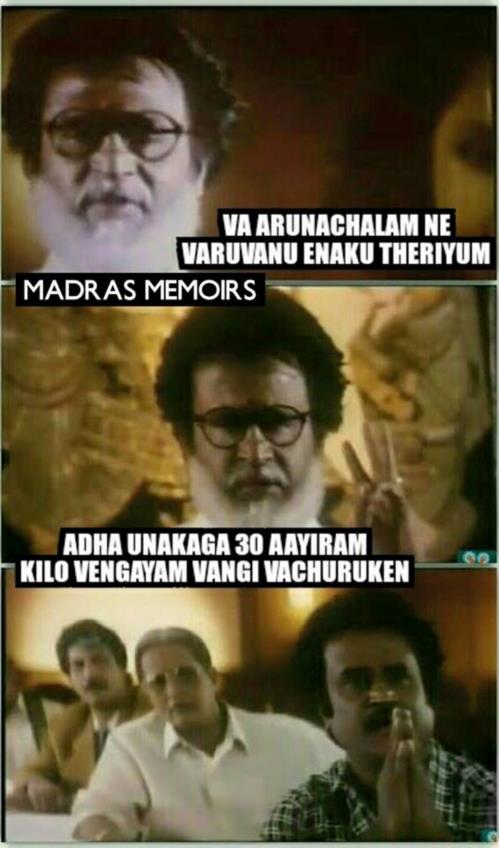 VA ARUNACHALAM NE
VARUVANU ENAKU THERIYUM
MADRAS MEMOIRS
ADHA UNAKAGA 30 AAYIRAM
KILO VENGAYAM VANGI VACHURUKEN